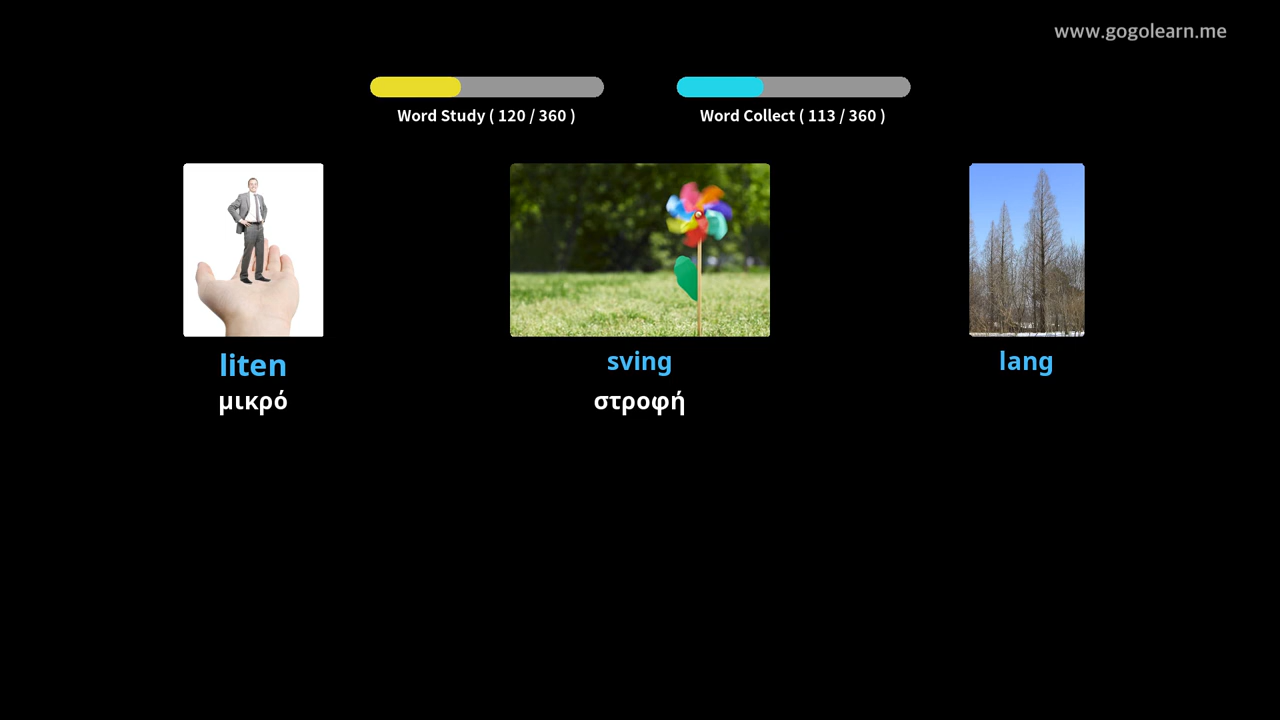 www.gogolearn.me
Word Study ( 120 / 360 )
Word Collect ( 113 / 360 )
liten
sving
lang
μικρό
στροφή